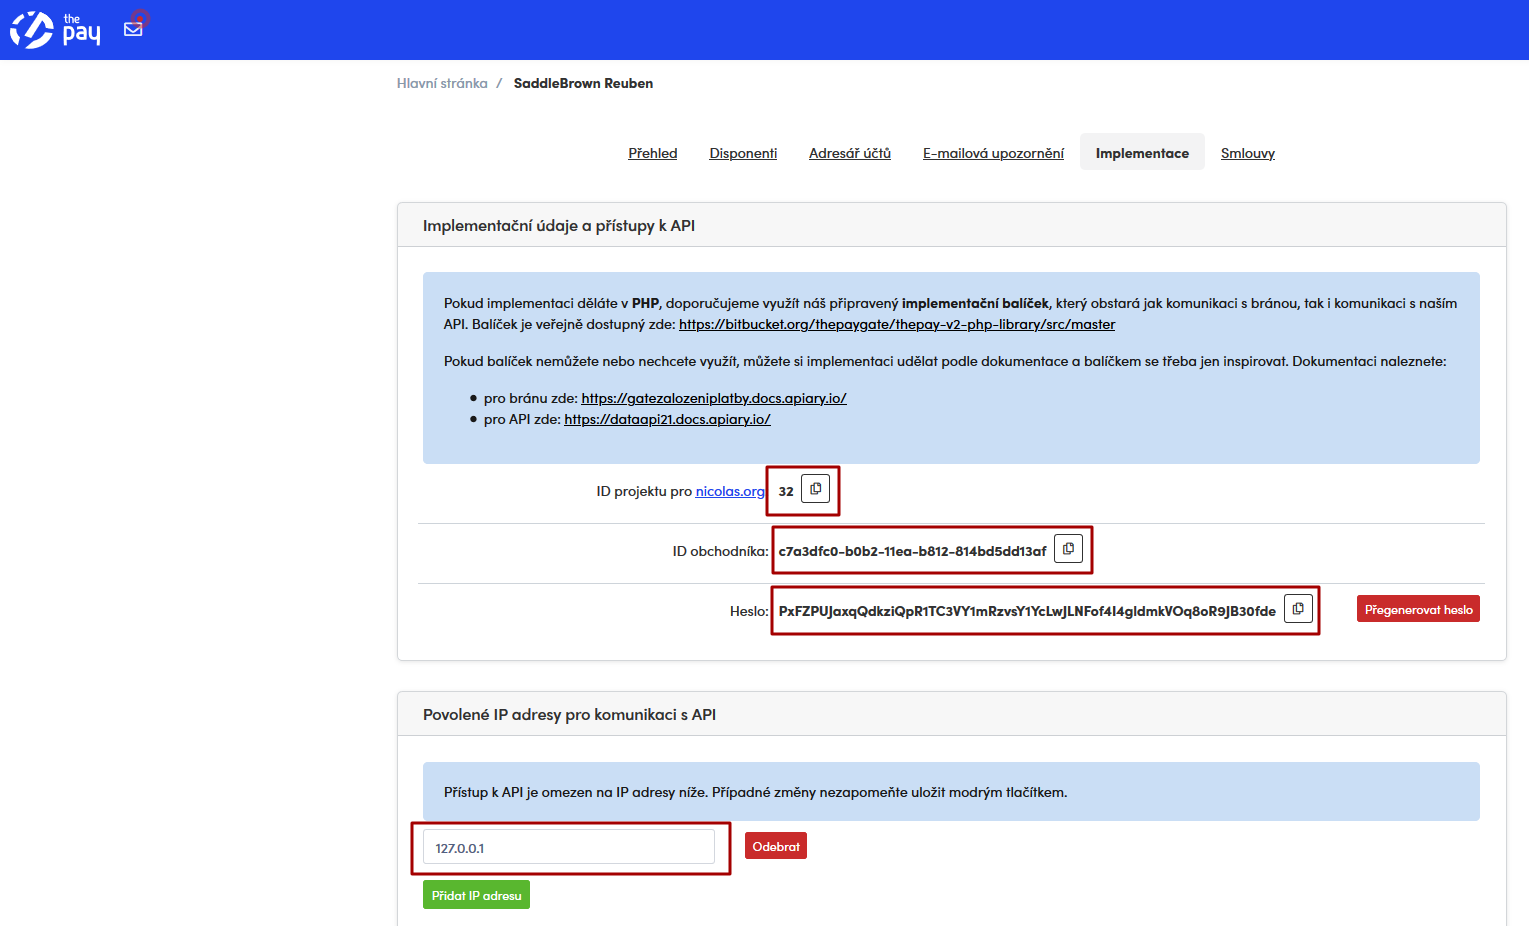 the
pay
Hlavní stránka / SaddleBrown Reuben
Přehled Disponenti Adresář účtů E-mailová upozornění Implementace Smlouvy
Implementační údaje a přístupy k API
Pokud implementaci děláte v PHP, doporučujeme využít náš připravený implementační balíček, který obstará jak komunikaci s bránou, tak i komunikaci s naším
API. Balíček je veřejně dostupný zde: https://bitbucket.org/thepaygate/thepay-v2-php-library/src/master
Pokud balíček nemůžete nebo nechcete využít, můžete si implementaci udělat podle dokumentace a balíčkem se třeba jen inspirovat. Dokumentaci naleznete:
• pro bránu zde: https://gatezalozeniplatby.docs.apiary.io/
• pro API zde: https://dataapi21.docs.apiary.io/
ID projektu pro nicolas.org 32
ID obchodníka: c7a3dfc0-b0b2-11ea-b812-814bd5dd13af
Heslo: PxFZPUJaxqQdkziQpR1TC3VY1mRzvsY1YcLwJLNFof4I4gldmkVOq8oR9JB30fde Přegenerovat heslo
Povolené IP adresy pro komunikaci s API
Přístup k API je omezen na IP adresy níže. Případné změny nezapomeňte uložit modrým tlačítkem.
127.0.0.1 Odebrat
Přidat IP adresu